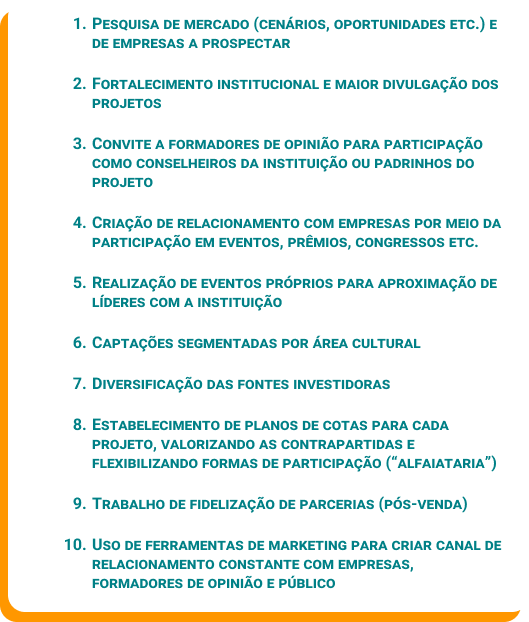 1. Pesquisa de mercado (cenários, oportunidades etc.) e
de empresas a prospectar
2. Fortalecimento institucional e maior divulgação dos
projetos
3. Convite a formadores de opinião para participação
como conselheiros da instituição ou padrinhos do
projeto
4. Criação de relacionamento com empresas por meio da
participação em eventos, prêmios, congressos etc.
5. Realização de eventos próprios para aproximação de
líderes com a instituição
6. Captações segmentadas por área cultural
7. Diversificação das fontes investidoras
8. Estabelecimento de planos de cotas para cada
projeto, valorizando as contrapartidas e
flexibilizando formas de participação (“alfaiataria”)
9. Trabalho de fidelização de parcerias (pós-venda)
10. Uso de ferramentas de marketing para criar canal de
relacionamento constante com empresas,
formadores de opinião e público